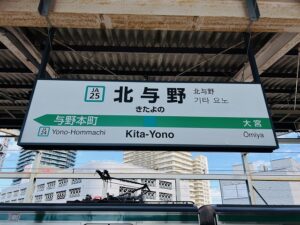 JA
25
北与野
きたよの
北与野
기타 요노
与野本町
大宮
JA
24
Yono-Hommachi
Kita-Yono
Omiya